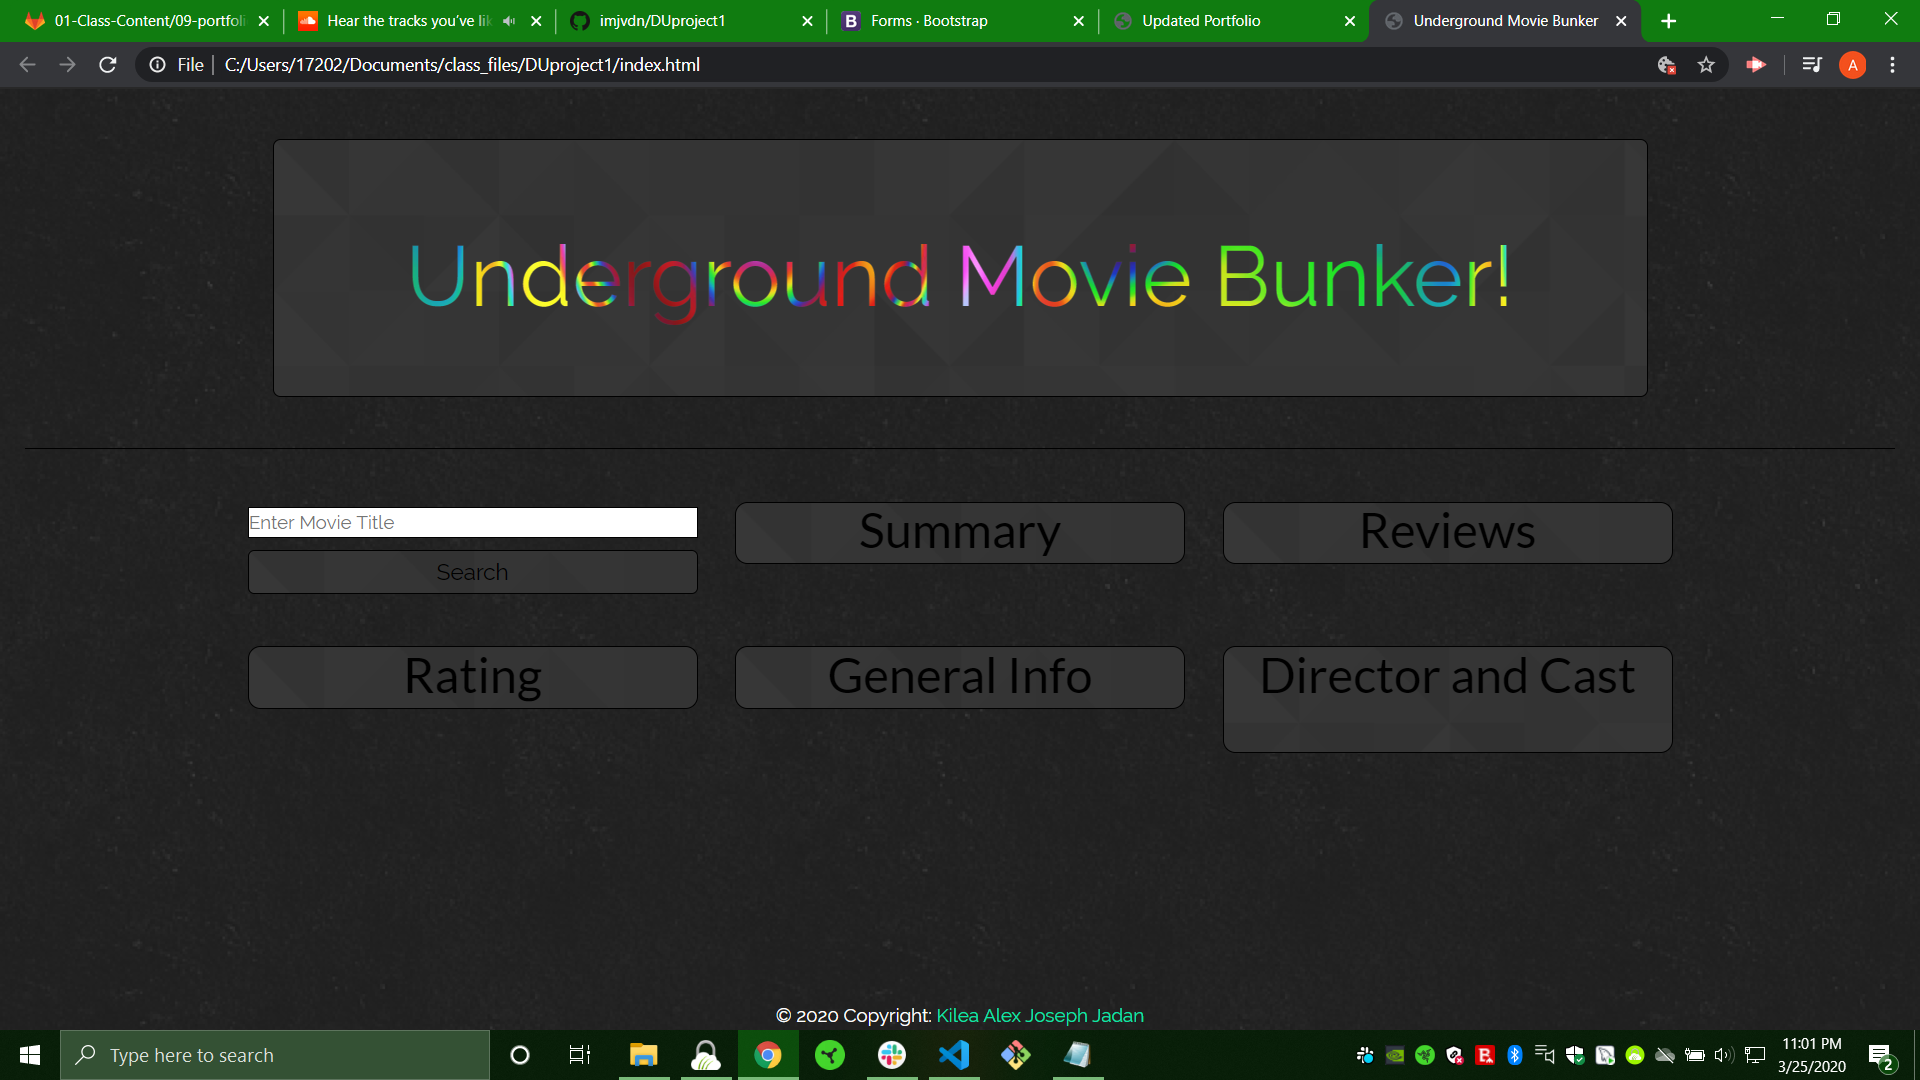 01-Class-Content/09-portfoli
Hear the tracks you've lik
imjvdn/DUproject1
Forms · Bootstrap
Updated Portfolio
Underground Movie Bunker
File
C:/Users/17202/Documents/class_files/DUproject1/index.html
A
Underground Movie Bunker!
Enter Movie Title
Search
Summary
Reviews
Rating
General Info
Director and Cast
© 2020 Copyright: Kilea Alex Joseph Jadan
Type here to search
11:01 PM
3/25/2020
2